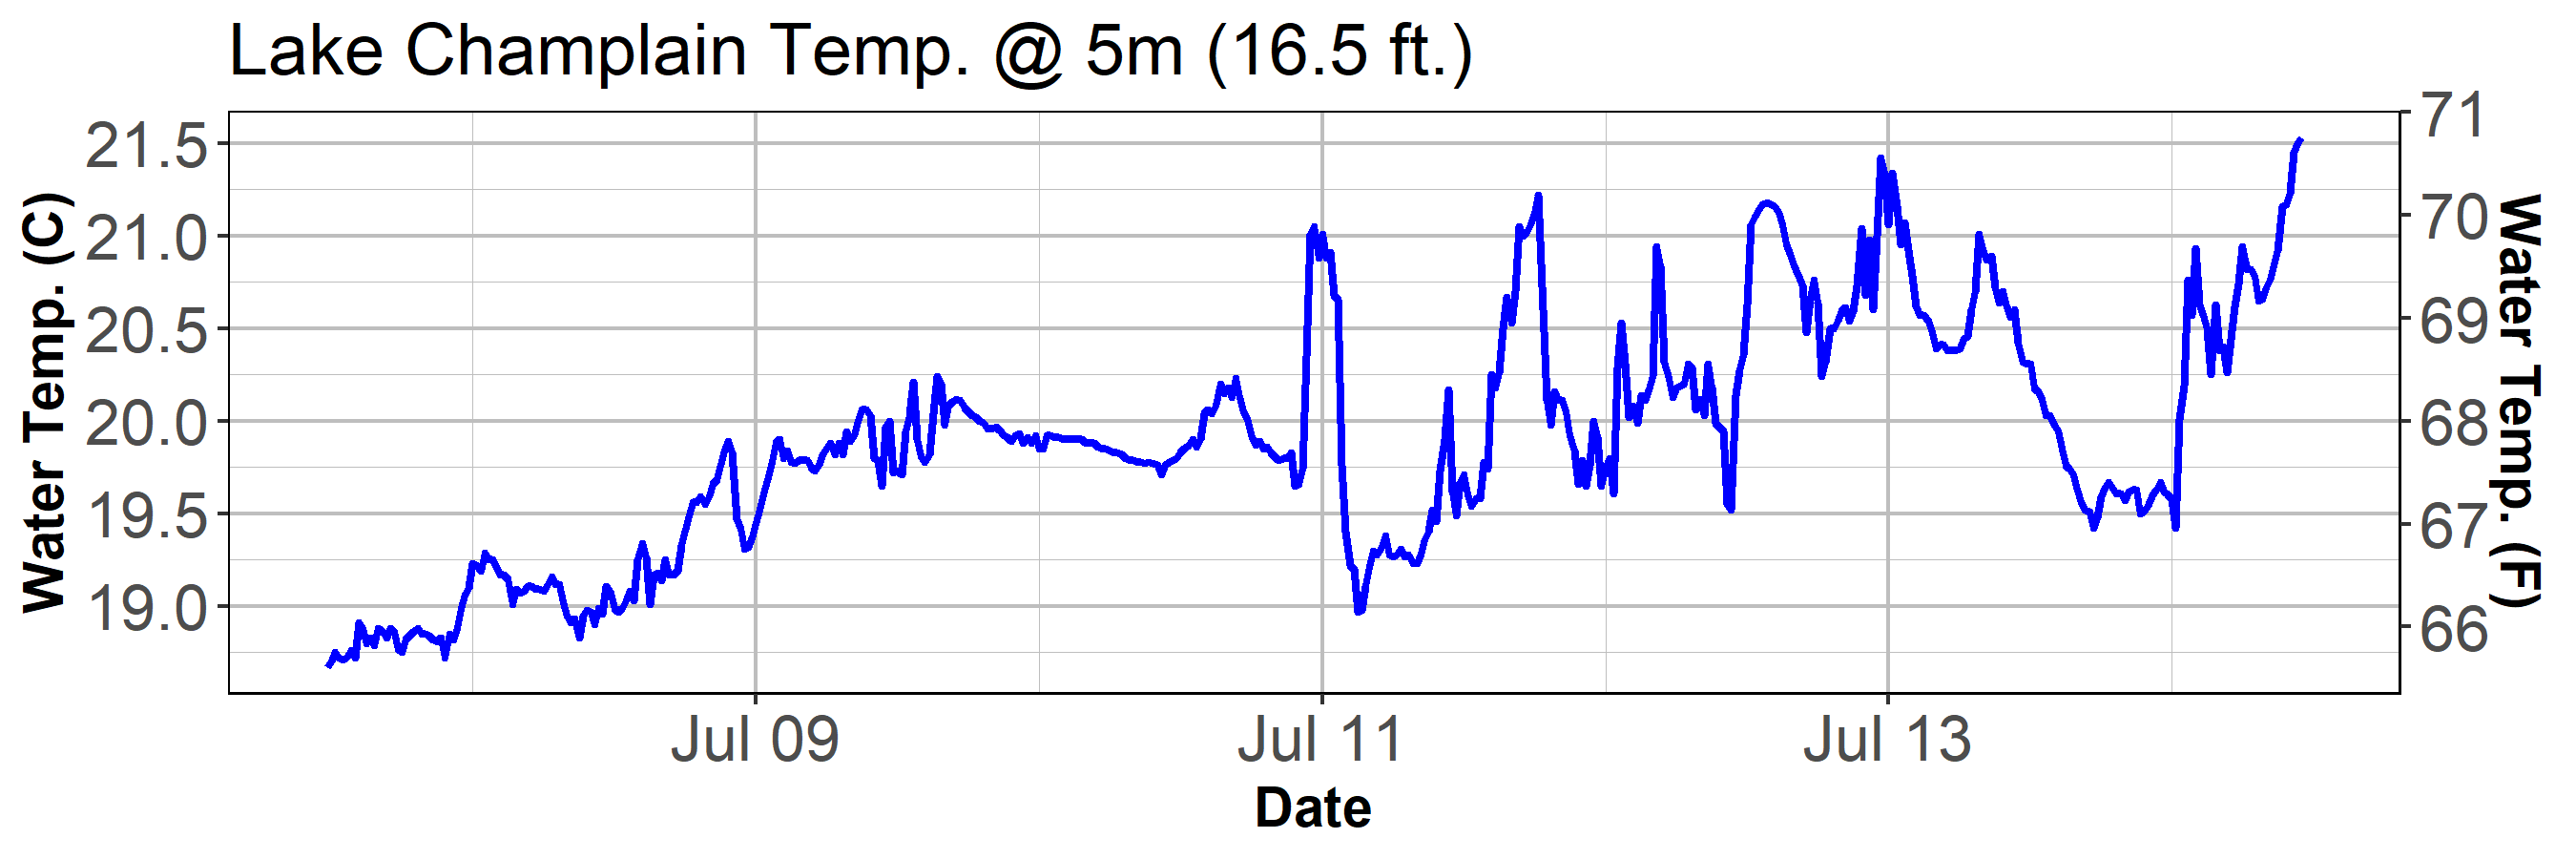 Lake Champlain Temp. @ 5m (16.5 ft.)
Water Temp. (C)
21.5
21.0
20.5
20.0
19.5
19.0
71
70
69
68
67
66
Water Temp. (F)
Jul 09 Jul 11 Jul 13
Date